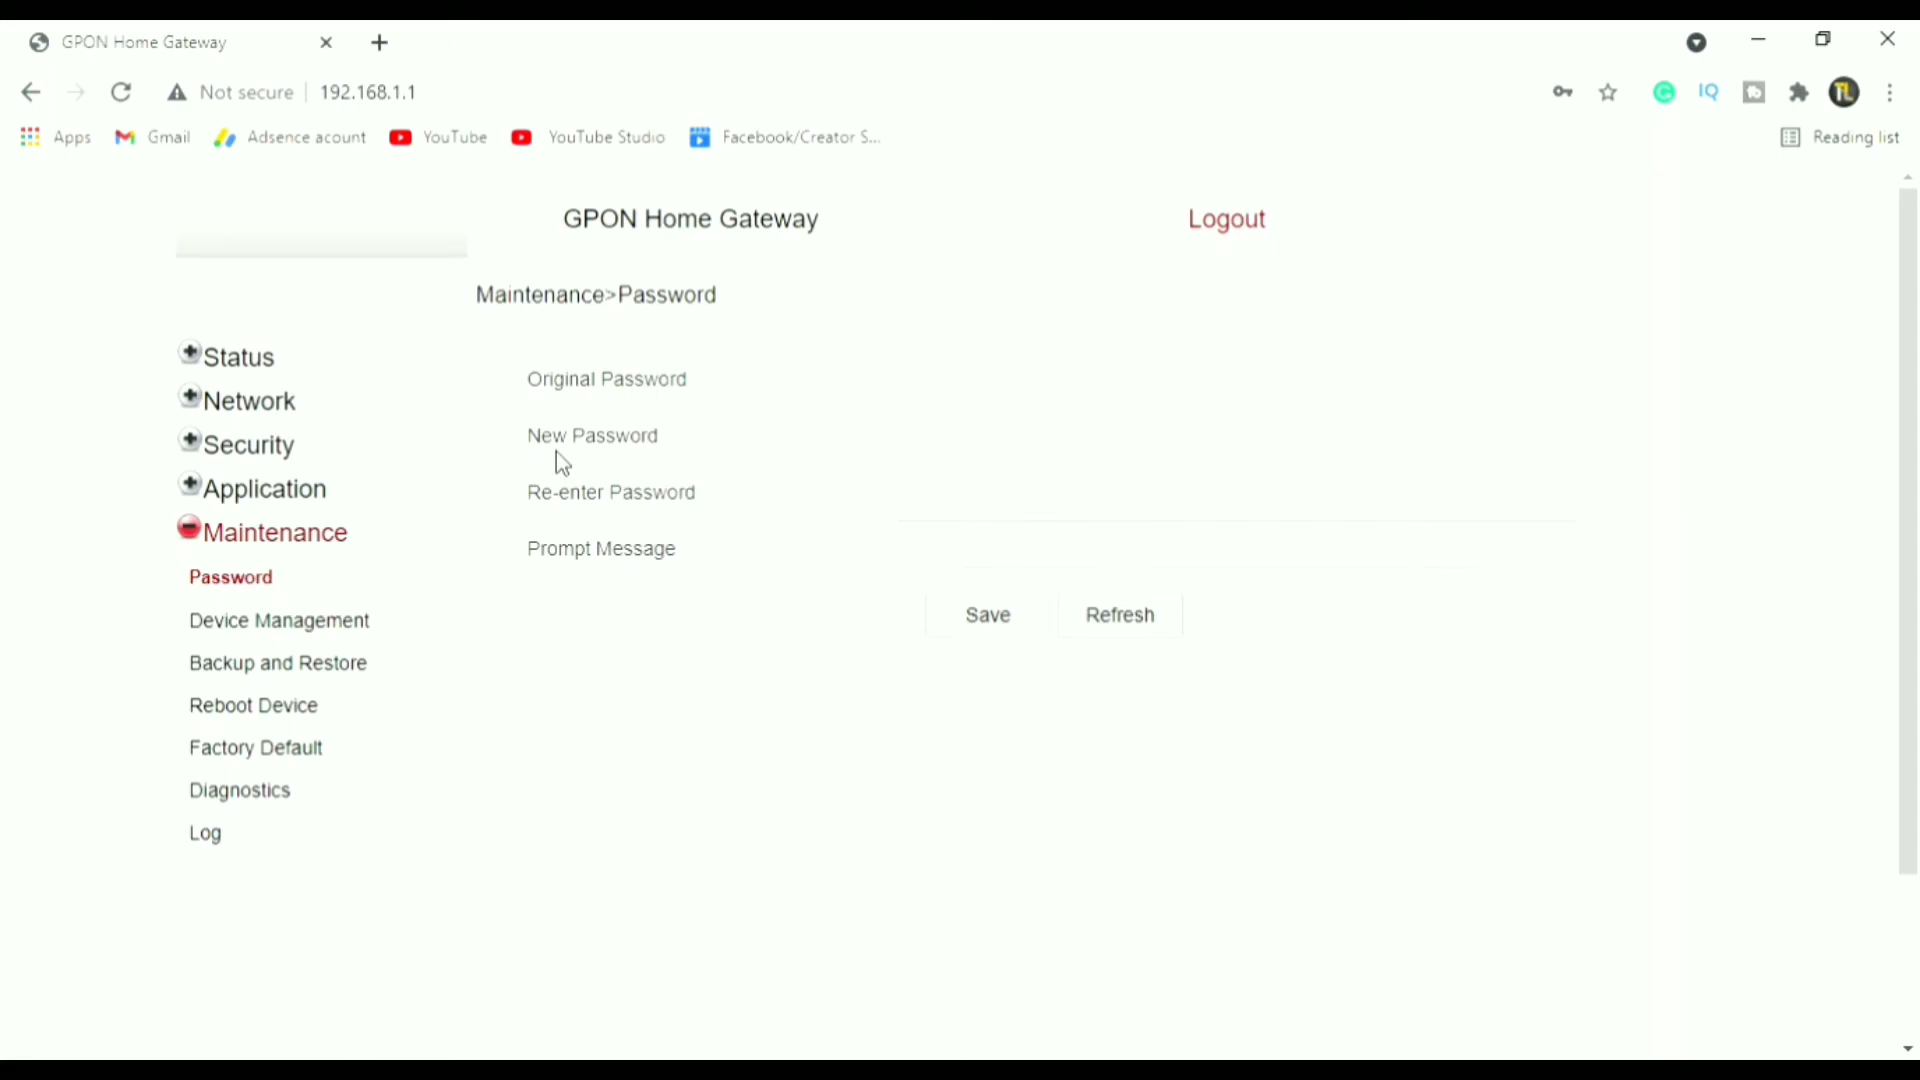 GPON Home Gateway
Not secure 192.168.1.1
IQ
TL
Apps Gmail Adsence acount YouTube YouTube Studio Facebook/Creator S... Reading list
GPON Home Gateway Logout
Maintenance>Password
Status
Network
Security
Application
Maintenance
Password
Device Management
Backup and Restore
Reboot Device
Factory Default
Diagnostics
Log
Original Password
New Password
Re-enter Password
Prompt Message
Save Refresh